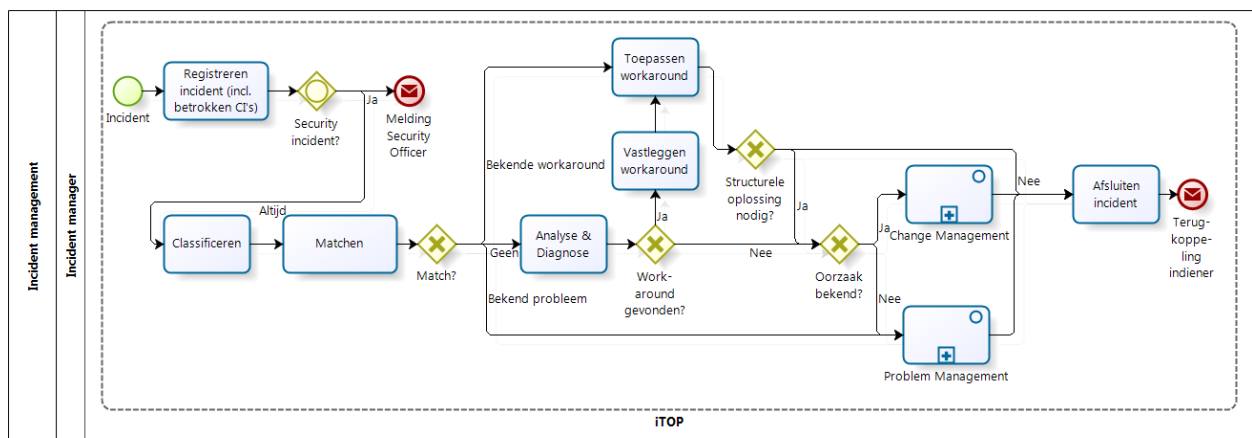 Incident management
Incident manager
Incident
Registreren
incident (incl.
betrokken CI's)
Security
incident?
Ja
Melding
Security
Officer
Altijd
Classificeren
Matchen
Match?
Bekende workaround
Geen
Bekend probleem
Analyse &
Diagnose
Work-
around
gevonden?
Ja
Nee
Vastleggen
workaround
Toepassen
workaround
Structurele
oplossing
nodig?
Ja
Nee
Oorzaak
bekend?
Ja
Nee
Change Management
Problem Management
Afsluiten
incident
Terug-
koppe-
ling
indiener
iTOP